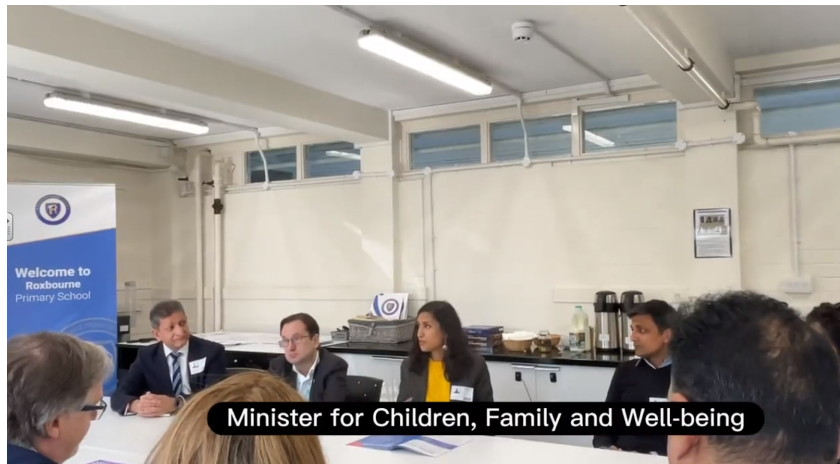 Welcome to
Roxbourne
Primary School
Minister for Children, Family and Well-being